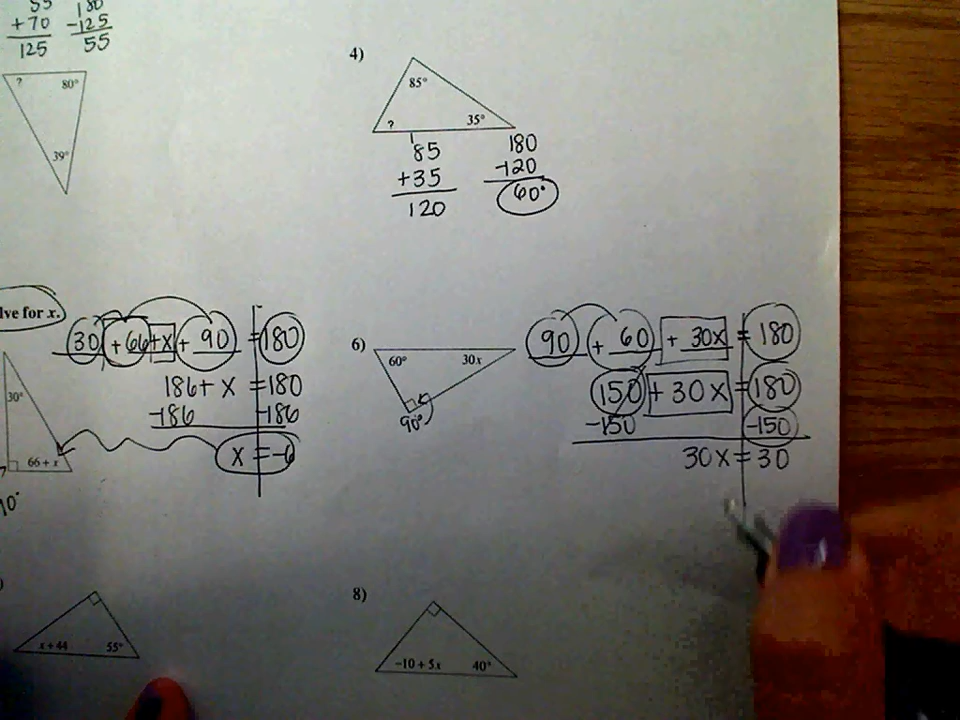 55 180
+70 -125
125 55
? 80°
39°
4)
85°
? 35°
85 180
+35 -120
120 60°
lve for x.
30 +66 +x + 90 = 180
186 + x = 180
-186 -186
x = -6
30°
66 + x
6)
60° 30x
90°
90 + 60 + 30x = 180
150 + 30x = 180
-150 -150
30x = 30
x + 44 55°
8)
-10 + 5x 40°